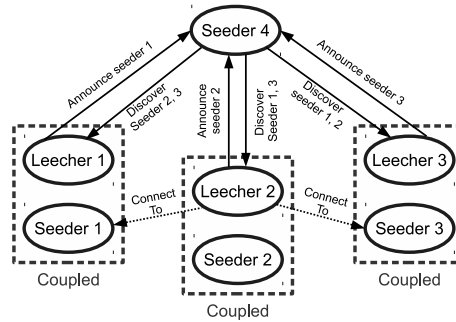 Seeder 4
Announce seeder 1
Discover
Seeder 2, 3
Announce
seeder 2
Discover
Seeder 1, 3
Discover
seeder 1, 2
Announce seeder 3
Leecher 1
Seeder 1
Coupled
Connect
To
Leecher 2
Seeder 2
Coupled
Connect
To
Leecher 3
Seeder 3
Coupled